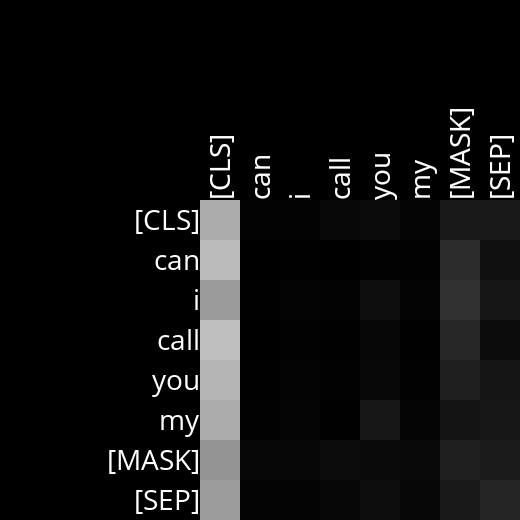 [CLS] can i call you my [MASK] [SEP]
[CLS]
can
i
call
you
my
[MASK]
[SEP]